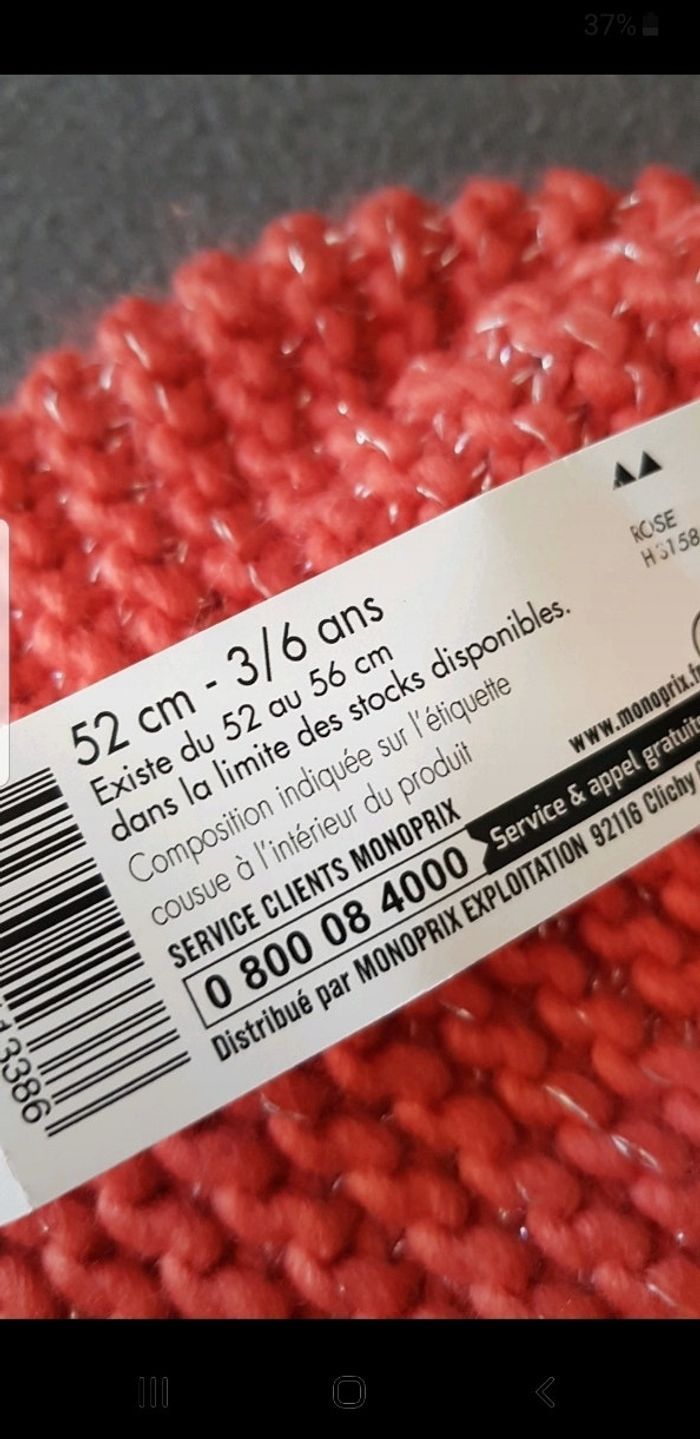 37%
ROSE
52 cm - 3/6 ans
Existe du 52 au 56 cm
dans la limite des stocks disponibles.
Composition indiquée sur l'étiquette
cousue à l'intérieur du produit
www.monoprix.fr
SERVICE CLIENTS MONOPRIX
0 800 08 4000 Service & appel gratuits
Distribué par MONOPRIX EXPLOITATION 92116 Clichy
3386